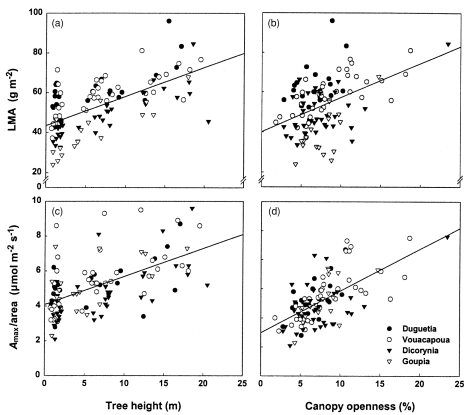 (a)
(b)
LMA (g m-2)
100
80
60
40
20
0
(c)
(d)
Amax/area (µmol m-2 s-1)
10
8
6
4
2
0
Duguetia
Vouacapoua
Dicorynia
Goupia
0 5 10 15 20 25
0 5 10 15 20 25
Tree height (m)
Canopy openness (%)